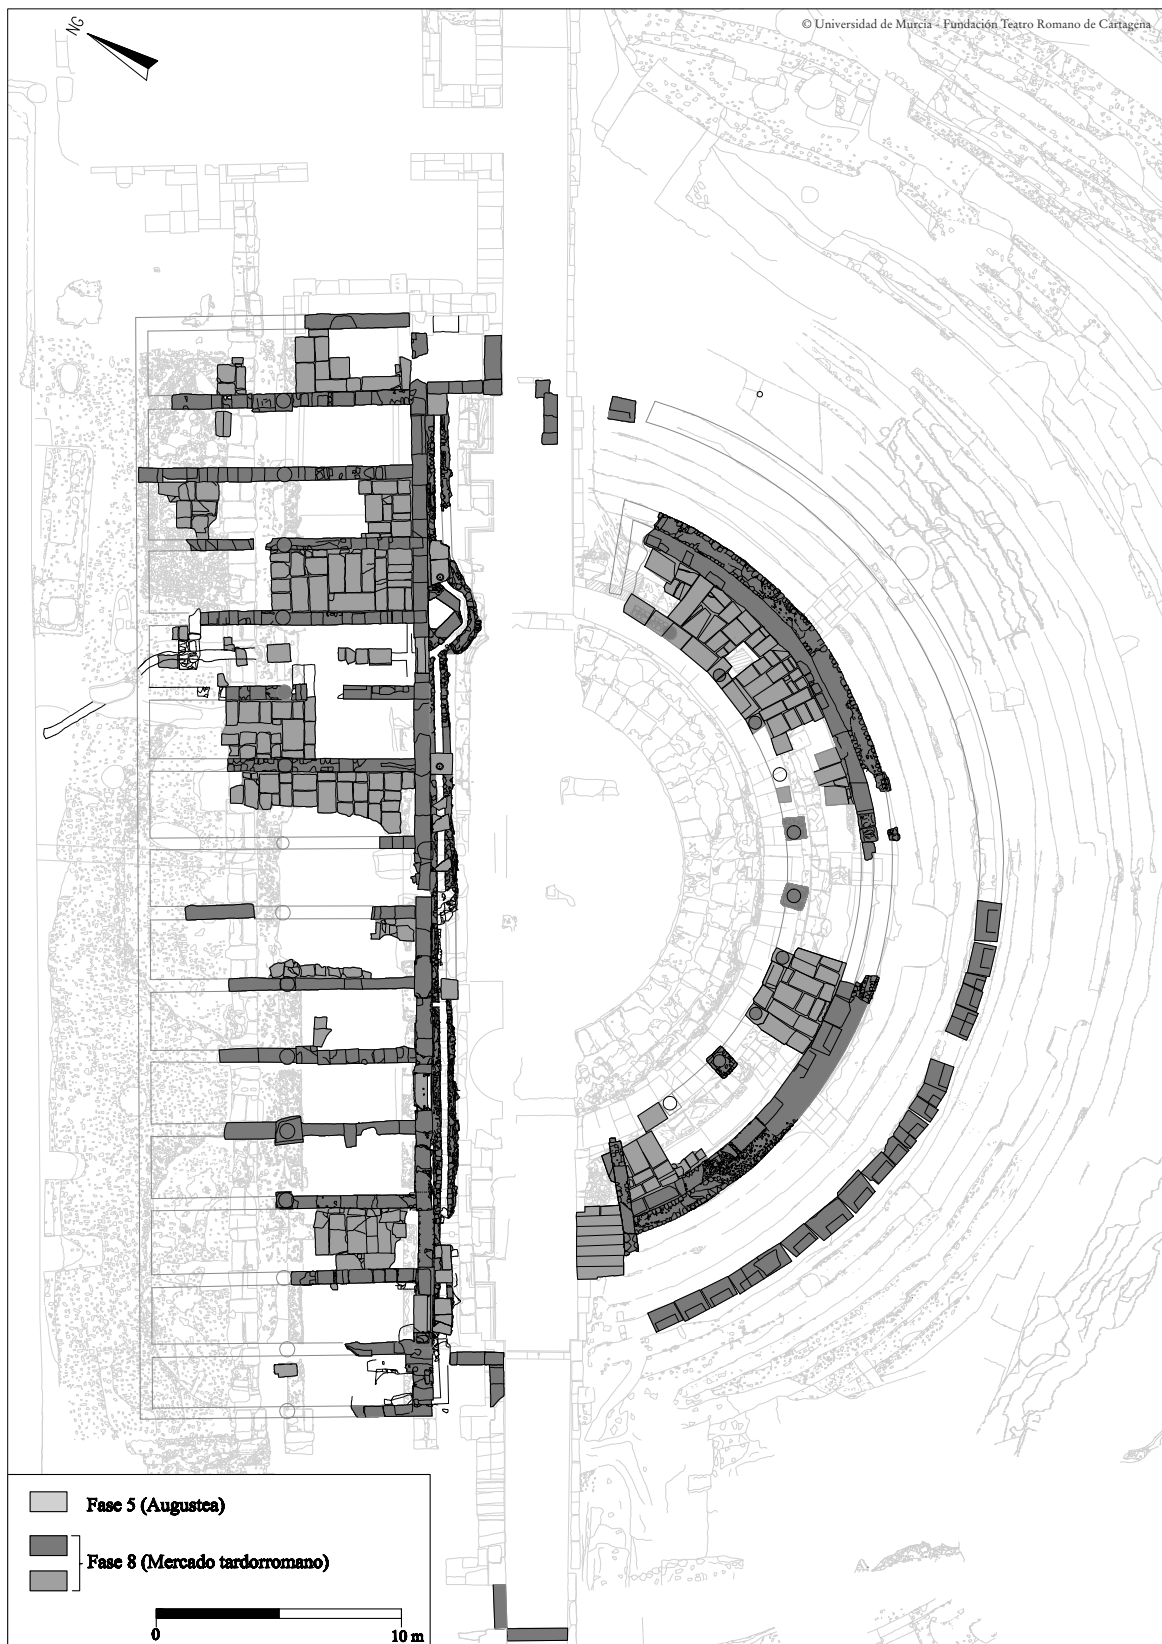 © Universidad de Murcia - Fundación Teatro Romano de Cartagena
NG
Fase 5 (Augustea)
Fase 8 (Mercado tardorromano)
0 10 m